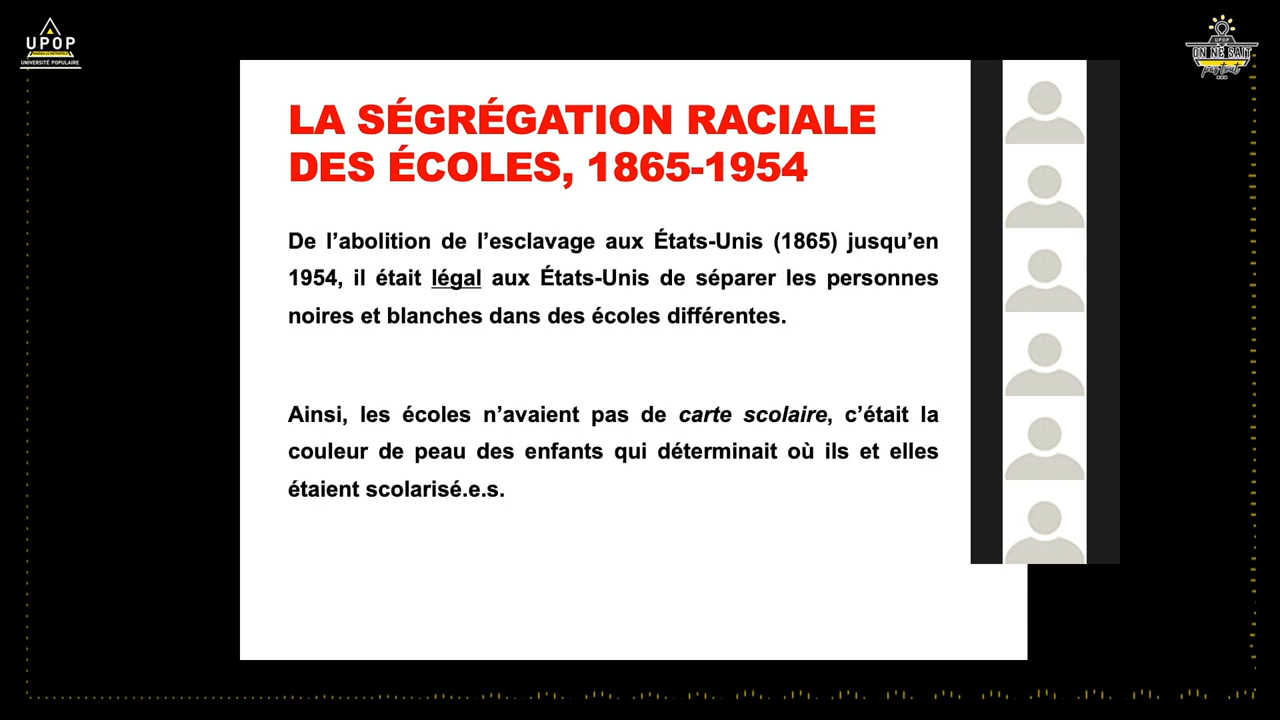 UPOP
UNIVERSITÉ POPULAIRE
UPOP
ON NE SAIT
pas tout
LA SÉGRÉGATION RACIALE
DES ÉCOLES, 1865-1954
De l’abolition de l’esclavage aux États-Unis (1865) jusqu’en
1954, il était légal aux États-Unis de séparer les personnes
noires et blanches dans des écoles différentes.
Ainsi, les écoles n’avaient pas de carte scolaire, c’était la
couleur de peau des enfants qui déterminait où ils et elles
étaient scolarisé.e.s.